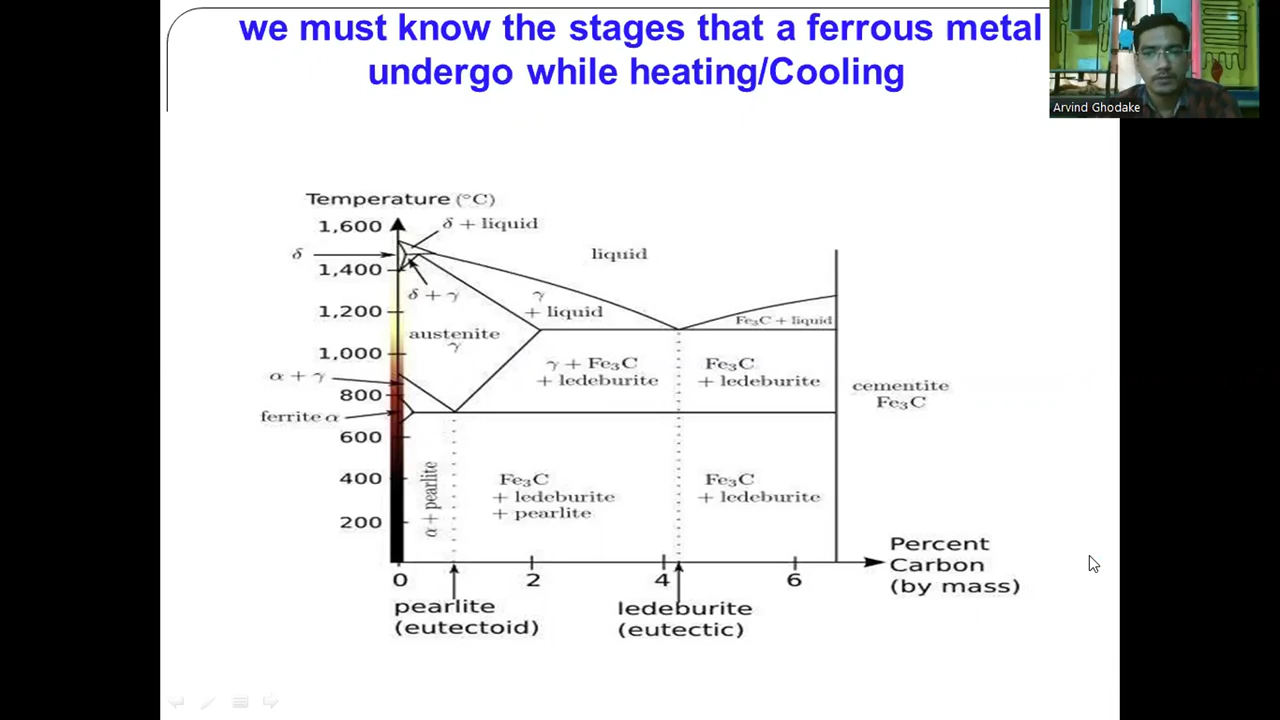 we must know the stages that a ferrous metal
undergo while heating/Cooling
Arvind Ghodake
Temperature (°C)
1,600
δ + liquid
δ
liquid
1,400
δ + γ
γ
+ liquid
1,200
Fe₃C + liquid
austenite
γ
1,000
γ + Fe₃C
+ ledeburite
Fe₃C
+ ledeburite
α + γ
cementite
Fe₃C
800
ferrite α
600
400
α + pearlite
Fe₃C
+ ledeburite
+ pearlite
Fe₃C
+ ledeburite
200
0
2
4
6
Percent
Carbon
(by mass)
pearlite
(eutectoid)
ledeburite
(eutectic)